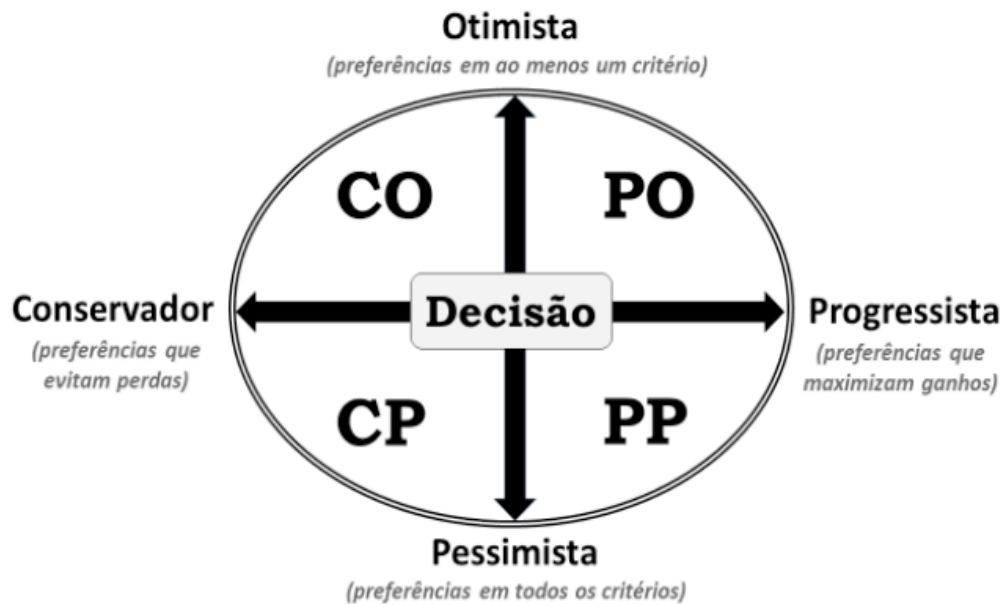 Otimista
(preferências em ao menos um critério)
CO
PO
Conservador
(preferências que
evitam perdas)
Decisão
Progressista
(preferências que
maximizam ganhos)
CP
PP
Pessimista
(preferências em todos os critérios)